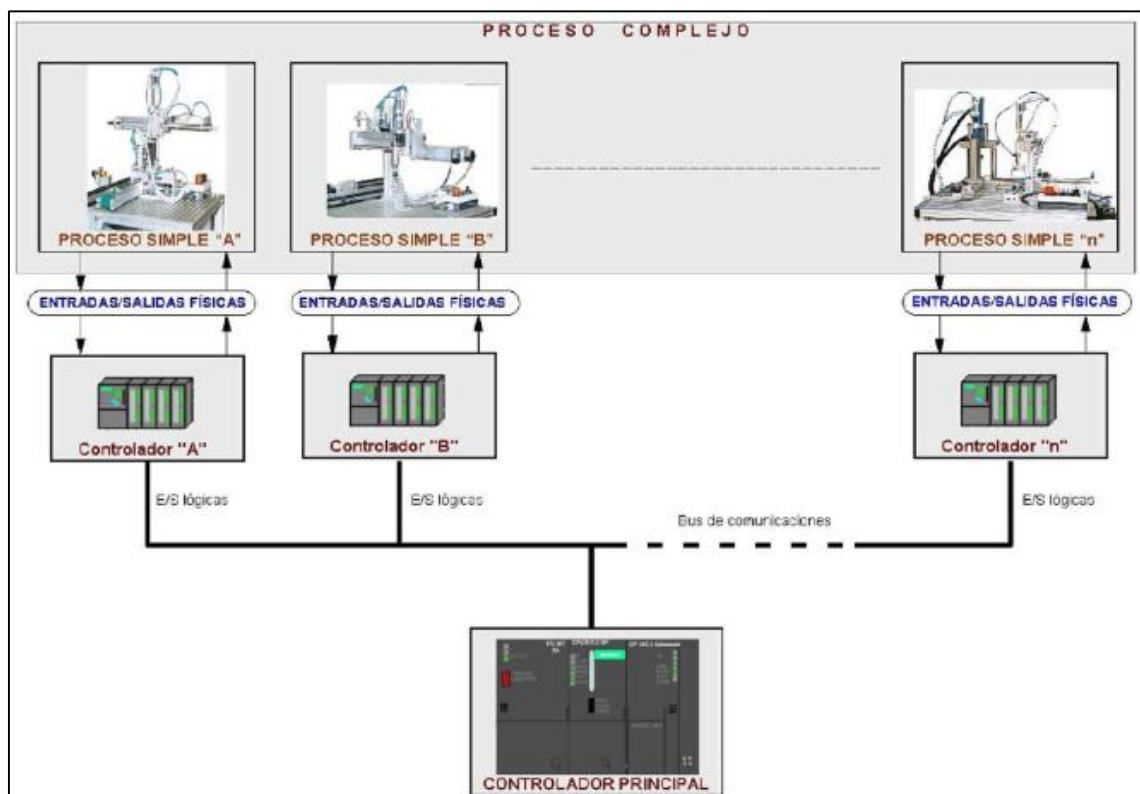 PROCESO COMPLEJO
PROCESO SIMPLE "A"
PROCESO SIMPLE "B"
PROCESO SIMPLE "n"
ENTRADAS/SALIDAS FÍSICAS
ENTRADAS/SALIDAS FÍSICAS
ENTRADAS/SALIDAS FÍSICAS
Controlador "A"
Controlador "B"
Controlador "n"
E/S lógicas
E/S lógicas
E/S lógicas
Bus de comunicaciones
CONTROLADOR PRINCIPAL